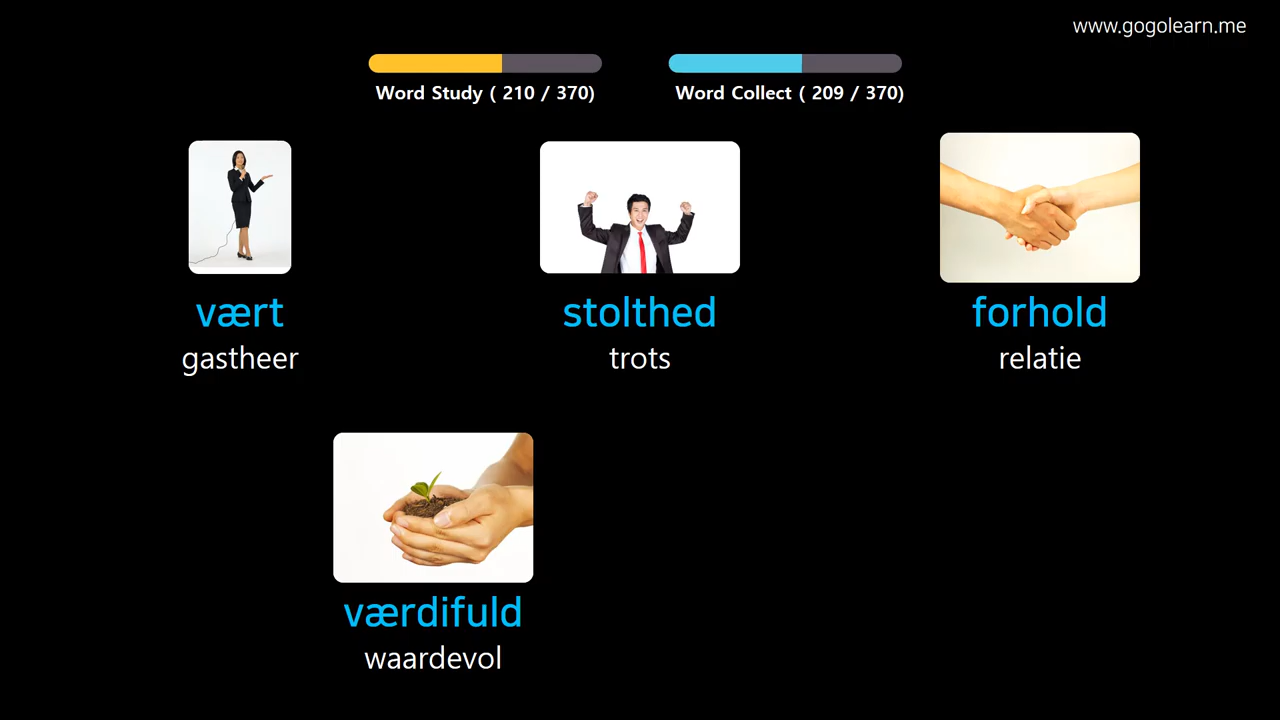 www.gogolearn.me
Word Study ( 210 / 370)
Word Collect ( 209 / 370)
vært
gastheer
stolthed
trots
forhold
relatie
værdifuld
waardevol